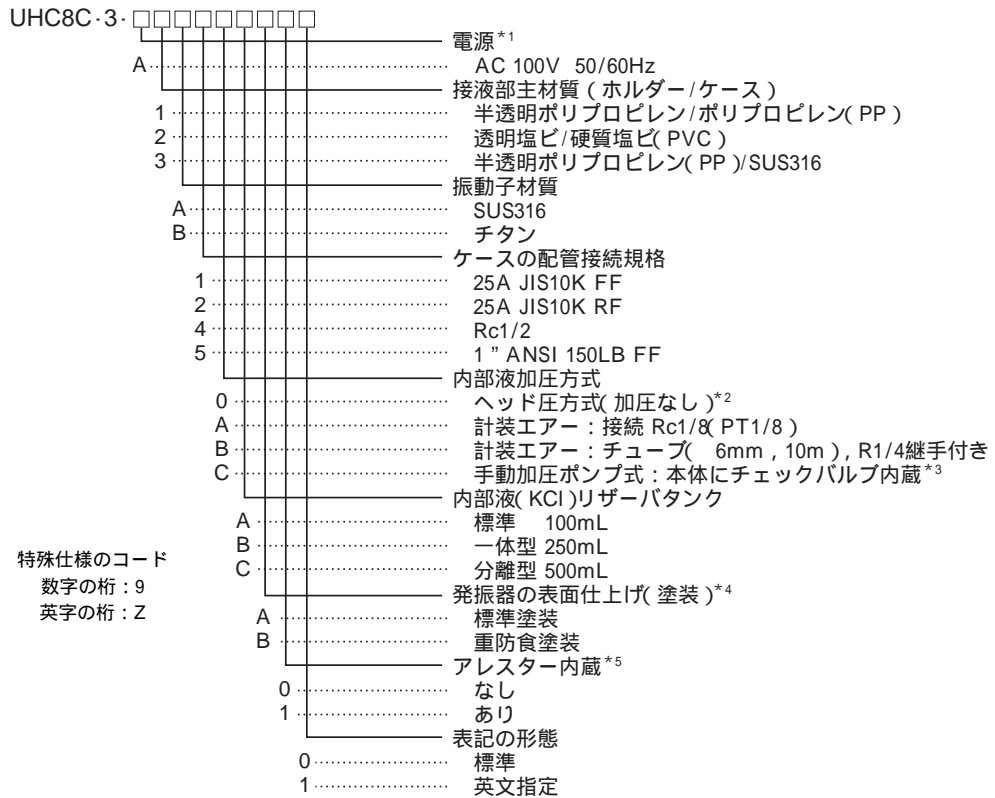 UHC8C·3·□□□□□□□□□
電源*1
A AC 100V 50/60Hz
接液部主材質(ホルダー/ケース)
1 半透明ポリプロピレン/ポリプロピレン(PP)
2 透明塩ビ/硬質塩ビ(PVC)
3 半透明ポリプロピレン(PP)/SUS316
振動子材質
A SUS316
B チタン
ケースの配管接続規格
1 25A JIS10K FF
2 25A JIS10K RF
4 Rc1/2
5 1 ” ANSI 150LB FF
内部液加圧方式
0 ヘッド圧方式(加圧なし)*2
A 計装エアー:接続 Rc1/8(PT1/8)
B 計装エアー:チューブ( 6mm,10m),R1/4継手付き
C 手動加圧ポンプ式:本体にチェックバルブ内蔵*3
内部液(KCl)リザーバタンク
A 標準 100mL
B 一体型 250mL
C 分離型 500mL
発振器の表面仕上げ(塗装)*4
A 標準塗装
B 重防食塗装
アレスター内蔵*5
0 なし
1 あり
表記の形態
0 標準
1 英文指定
特殊仕様のコード
数字の桁:9
英字の桁:Z